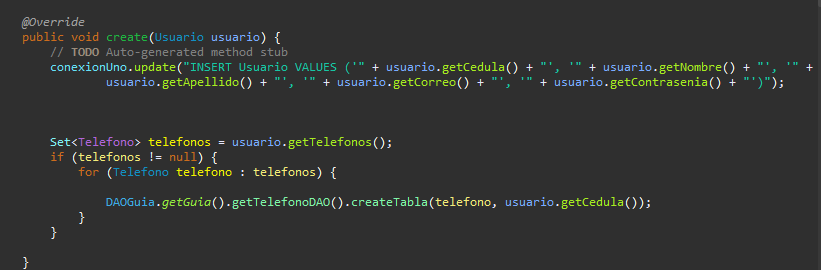 @Override
public void create(Usuario usuario) {
// TODO Auto-generated method stub
conexionUno.update("INSERT Usuario VALUES ('" + usuario.getCedula() + "', '" + usuario.getNombre() + "', '" +
usuario.getApellido() + "', '" + usuario.getCorreo() + "', '" + usuario.getContrasenia() + "')");
Set<Telefono> telefonos = usuario.getTelefonos();
if (telefonos != null) {
for (Telefono telefono : telefonos) {
DAOGuia.getGuia().getTelefonoDAO().createTabla(telefono, usuario.getCedula());
}
}
}